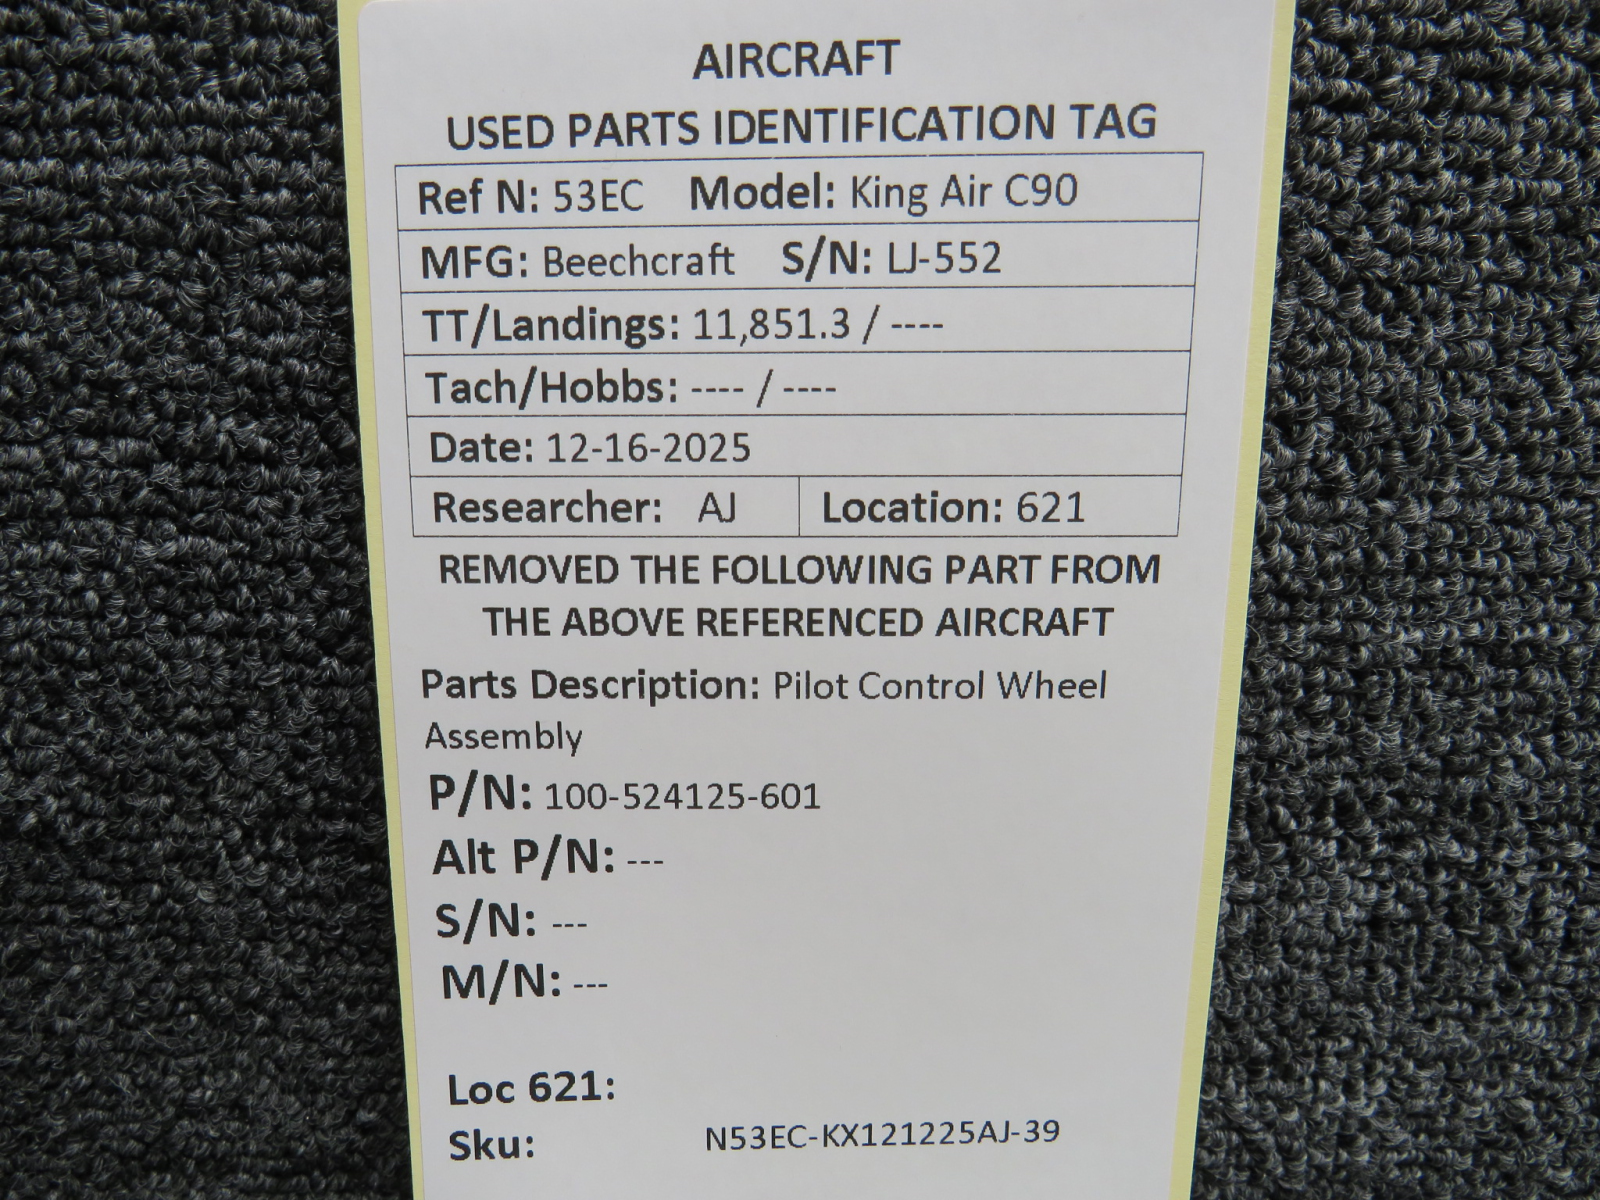 AIRCRAFT
USED PARTS IDENTIFICATION TAG
Ref N: 53EC Model: King Air C90
MFG: Beechcraft S/N: LJ-552
TT/Landings: 11,851.3 / ----
Tach/Hobbs: ---- / ----
Date: 12-16-2025
Researcher: AJ Location: 621
REMOVED THE FOLLOWING PART FROM
THE ABOVE REFERENCED AIRCRAFT
Parts Description: Pilot Control Wheel
Assembly
P/N: 100-524125-601
Alt P/N: ---
S/N: ---
M/N: ---
Loc 621:
Sku: N53EC-KX121225AJ-39